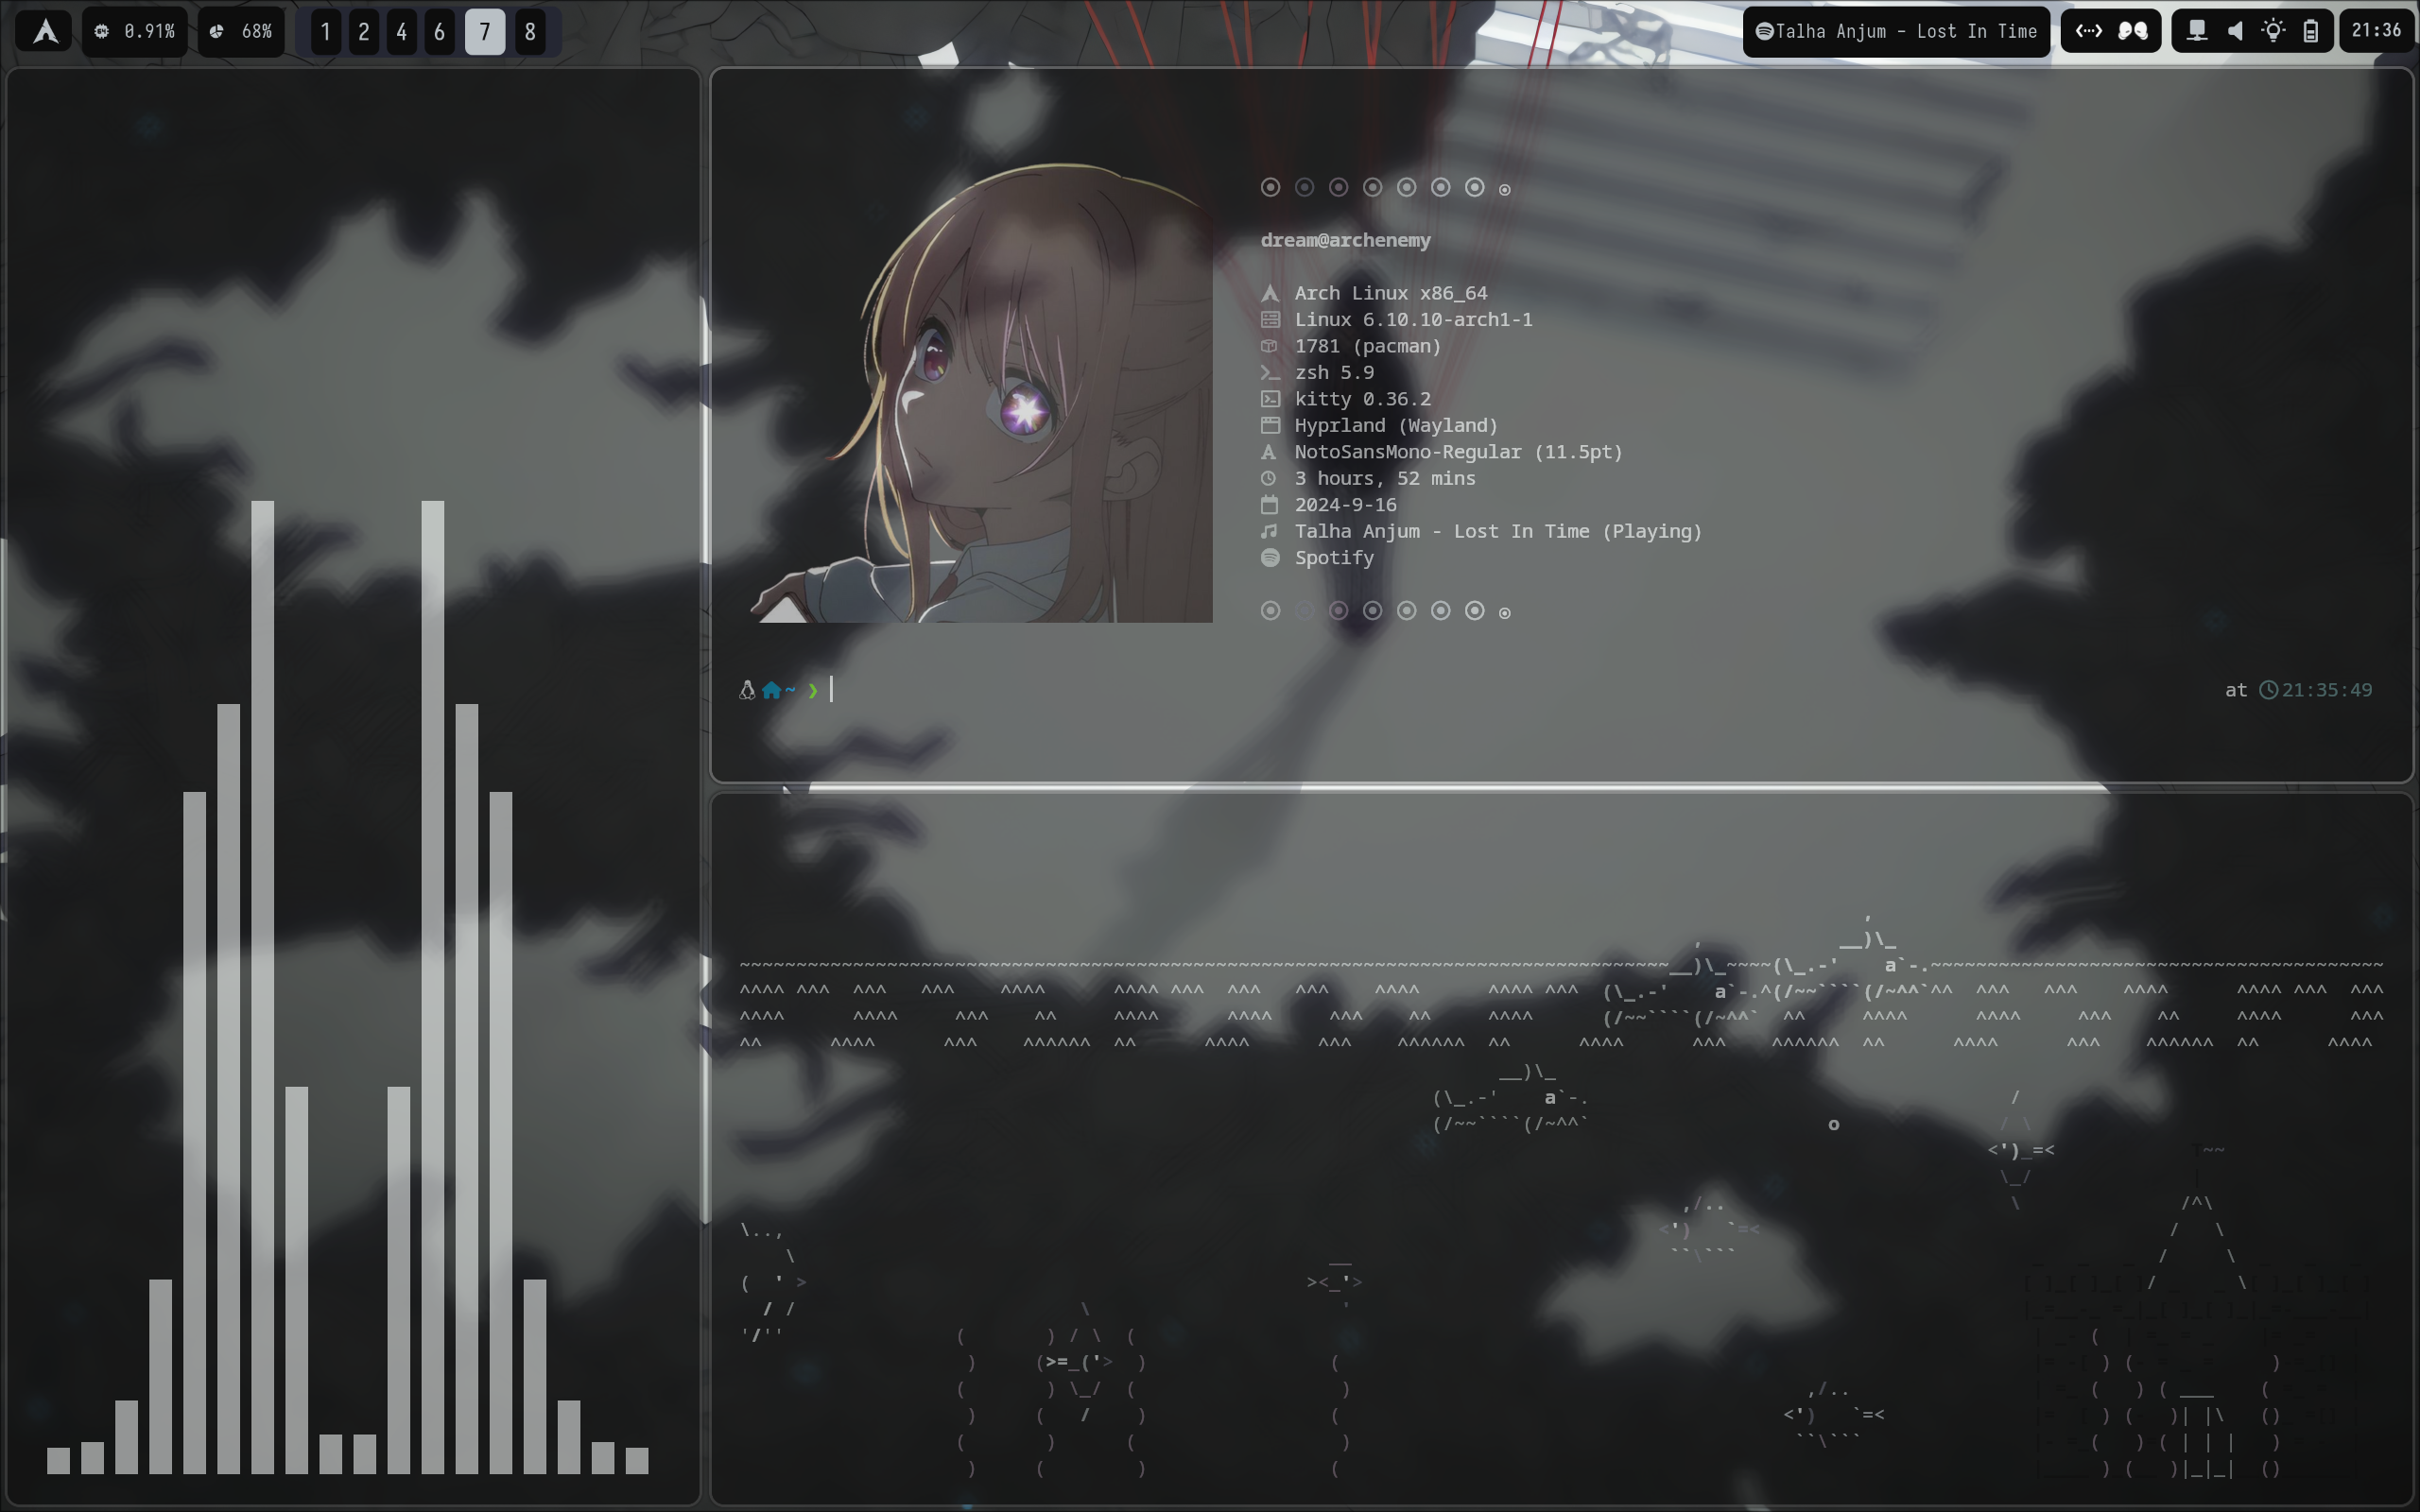 0.91%
68%
1 2 4 6 7 8
Talha Anjum - Lost In Time
21:36
dream@archenemy
Arch Linux x86_64
Linux 6.10.10-arch1-1
1781 (pacman)
zsh 5.9
kitty 0.36.2
Hyprland (Wayland)
NotoSansMono-Regular (11.5pt)
3 hours, 52 mins
2024-9-16
Talha Anjum - Lost In Time (Playing)
Spotify
~ ❯
at 21:35:49